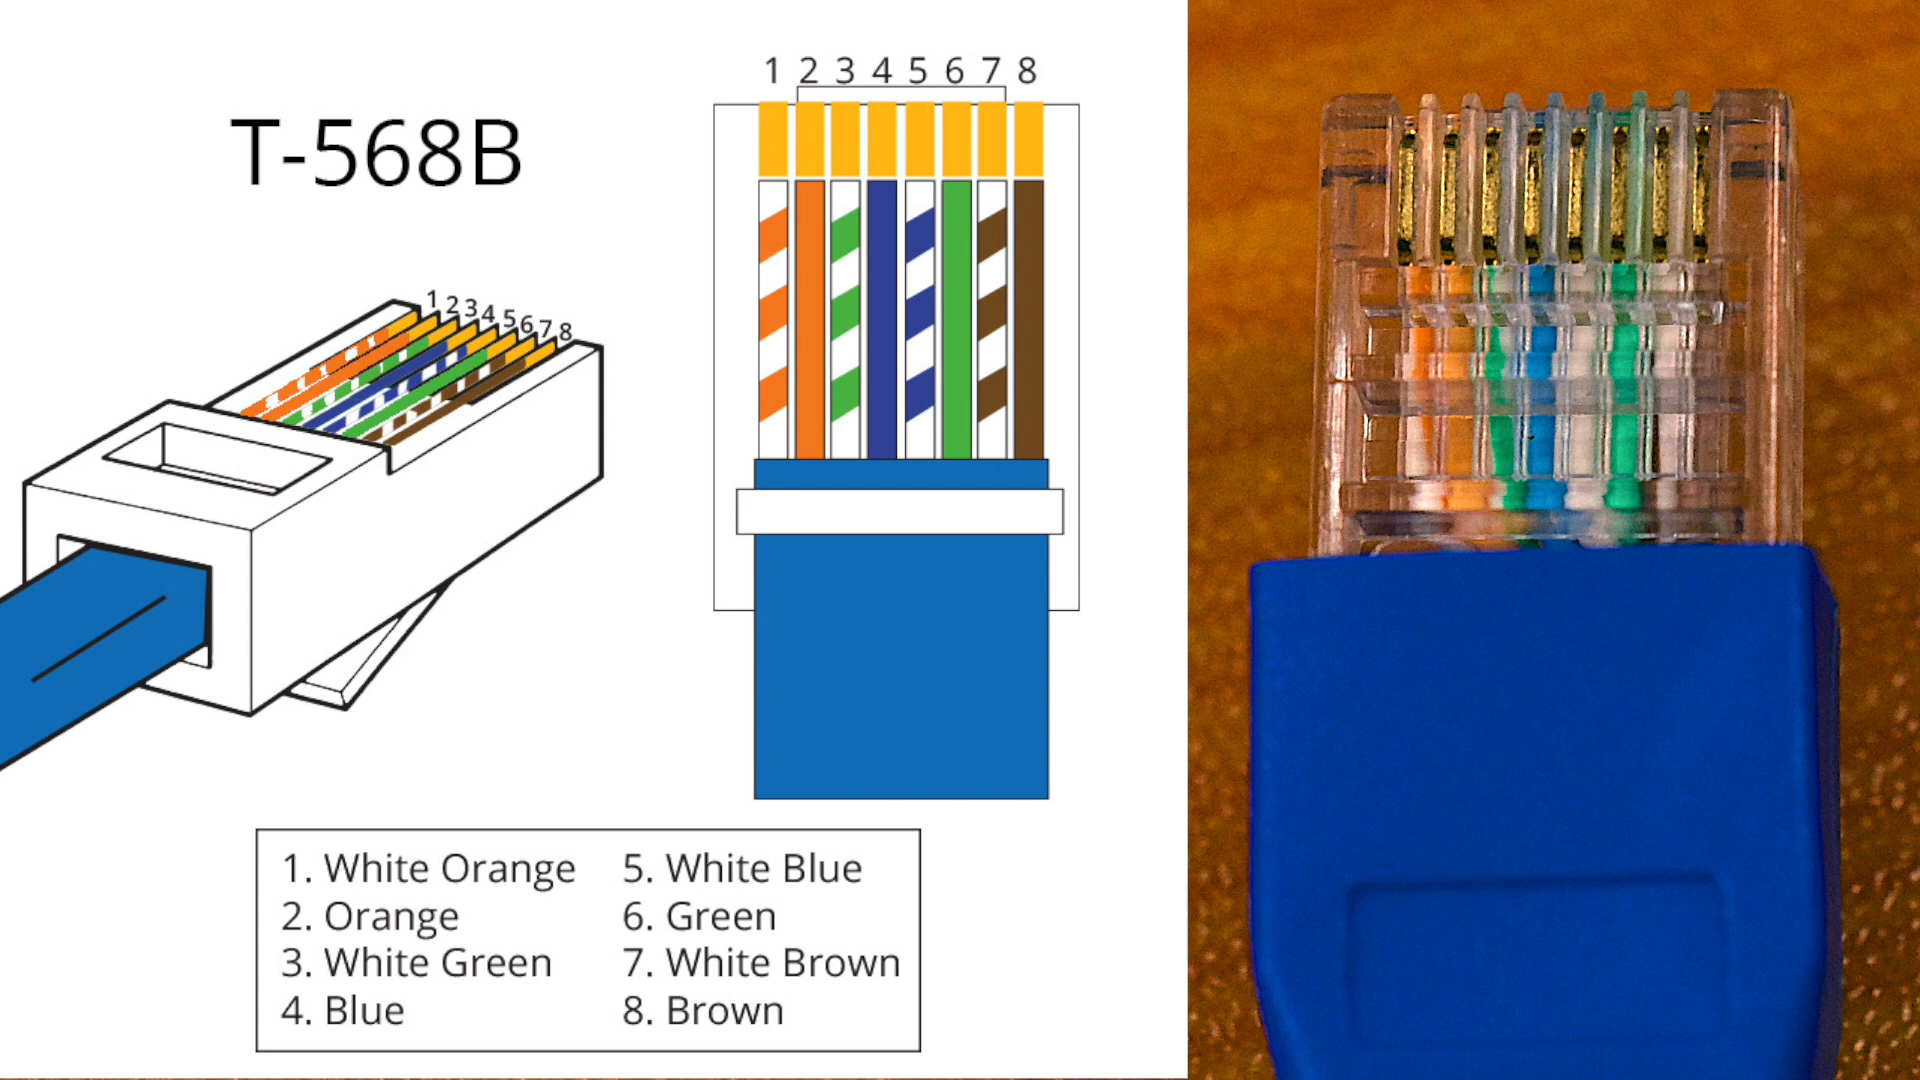 T-568B
1 2 3 4 5 6 7 8
1 2 3 4 5 6 7 8
1. White Orange
2. Orange
3. White Green
4. Blue
5. White Blue
6. Green
7. White Brown
8. Brown